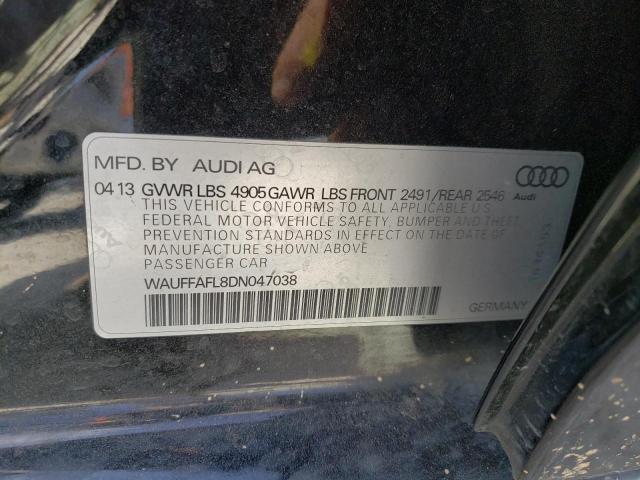 MFD. BY AUDI AG
04 13 GVWR LBS 4905 GAWR LBS FRONT 2491/REAR 2546
THIS VEHICLE CONFORMS TO ALL APPLICABLE U.S.
FEDERAL MOTOR VEHICLE SAFETY, BUMPER AND THEFT
PREVENTION STANDARDS IN EFFECT ON THE DATE OF
MANUFACTURE SHOWN ABOVE
PASSENGER CAR
WAUFFAFL8DN047038
Audi
GERMANY